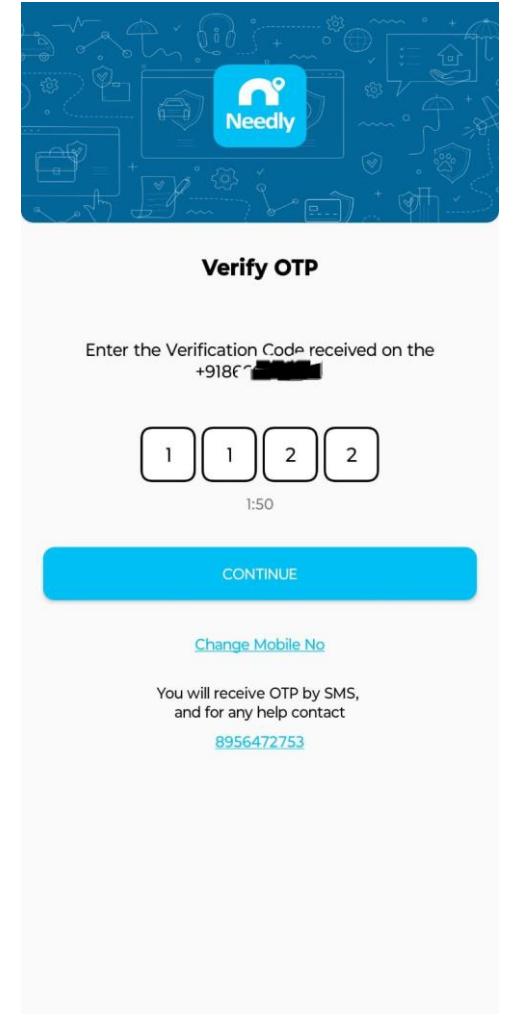 Needly
Verify OTP
Enter the Verification Code received on the
+9186
1 1 2 2
1:50
CONTINUE
Change Mobile No
You will receive OTP by SMS,
and for any help contact
8956472753